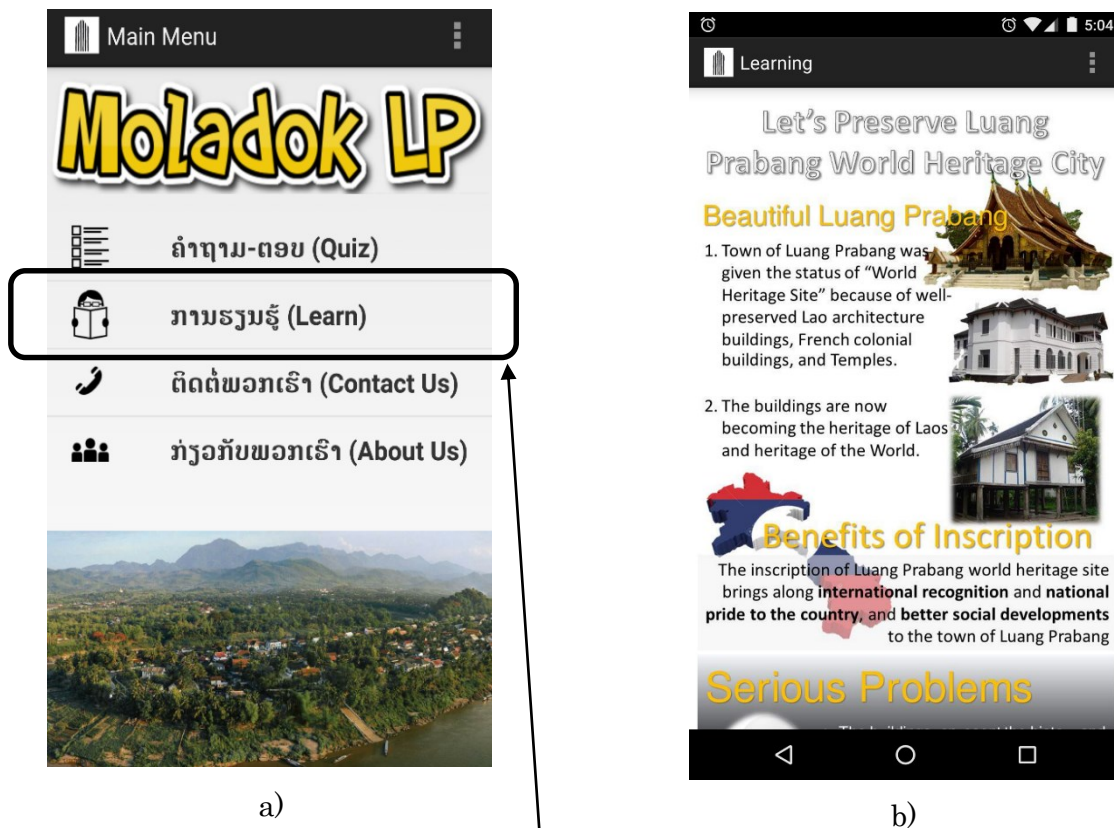 Main Menu
Moladok LP
ຄຳຖາມ-ຕອບ (Quiz)
ການຮຽນຮູ້ (Learn)
ຕິດຕໍ່ພວກເຮົາ (Contact Us)
ກ່ຽວກັບພວກເຮົາ (About Us)
a)
5:04
Learning
Let's Preserve Luang
Prabang World Heritage City
Beautiful Luang Prabang
1. Town of Luang Prabang was
given the status of "World
Heritage Site" because of well-
preserved Lao architecture
buildings, French colonial
buildings, and Temples.
2. The buildings are now
becoming the heritage of Laos
and heritage of the World.
Benefits of Inscription
The inscription of Luang Prabang world heritage site
brings along international recognition and national
pride to the country, and better social developments
to the town of Luang Prabang
Serious Problems
b)